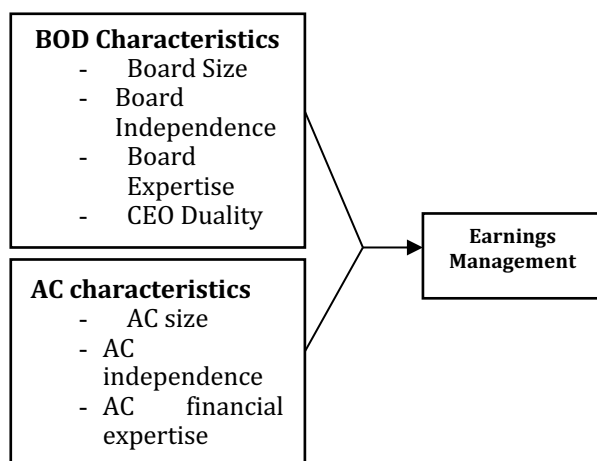 BOD Characteristics
- Board Size
- Board
Independence
- Board
Expertise
- CEO Duality
AC characteristics
- AC size
- AC
independence
- AC financial
expertise
Earnings
Management